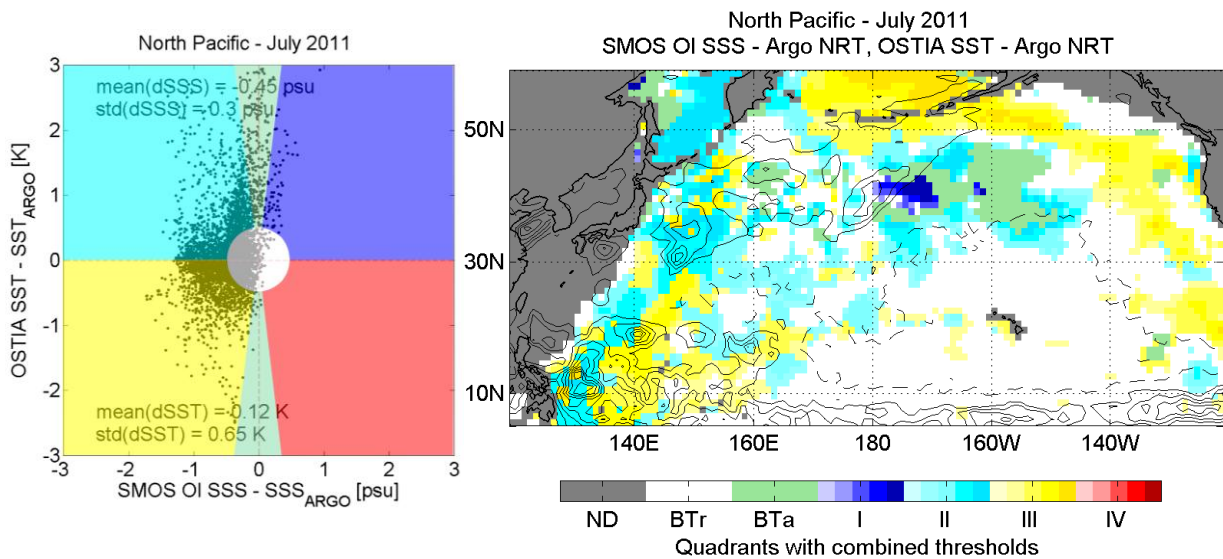 North Pacific - July 2011
3
2
1
0
-1
-2
-3
OSTIA SST - SST_ARGO [K]
mean(dSSS) = -0.45 psu
std(dSSS) = 0.3 psu
mean(dSST) = -0.12 K
std(dSST) = 0.65 K
-3 -2 -1 0 1 2 3
SMOS OI SSS - SSS_ARGO [psu]
North Pacific - July 2011
SMOS OI SSS - Argo NRT, OSTIA SST - Argo NRT
50N
30N
10N
140E 160E 180 160W 140W
ND BTr BTa I II III IV
Quadrants with combined thresholds